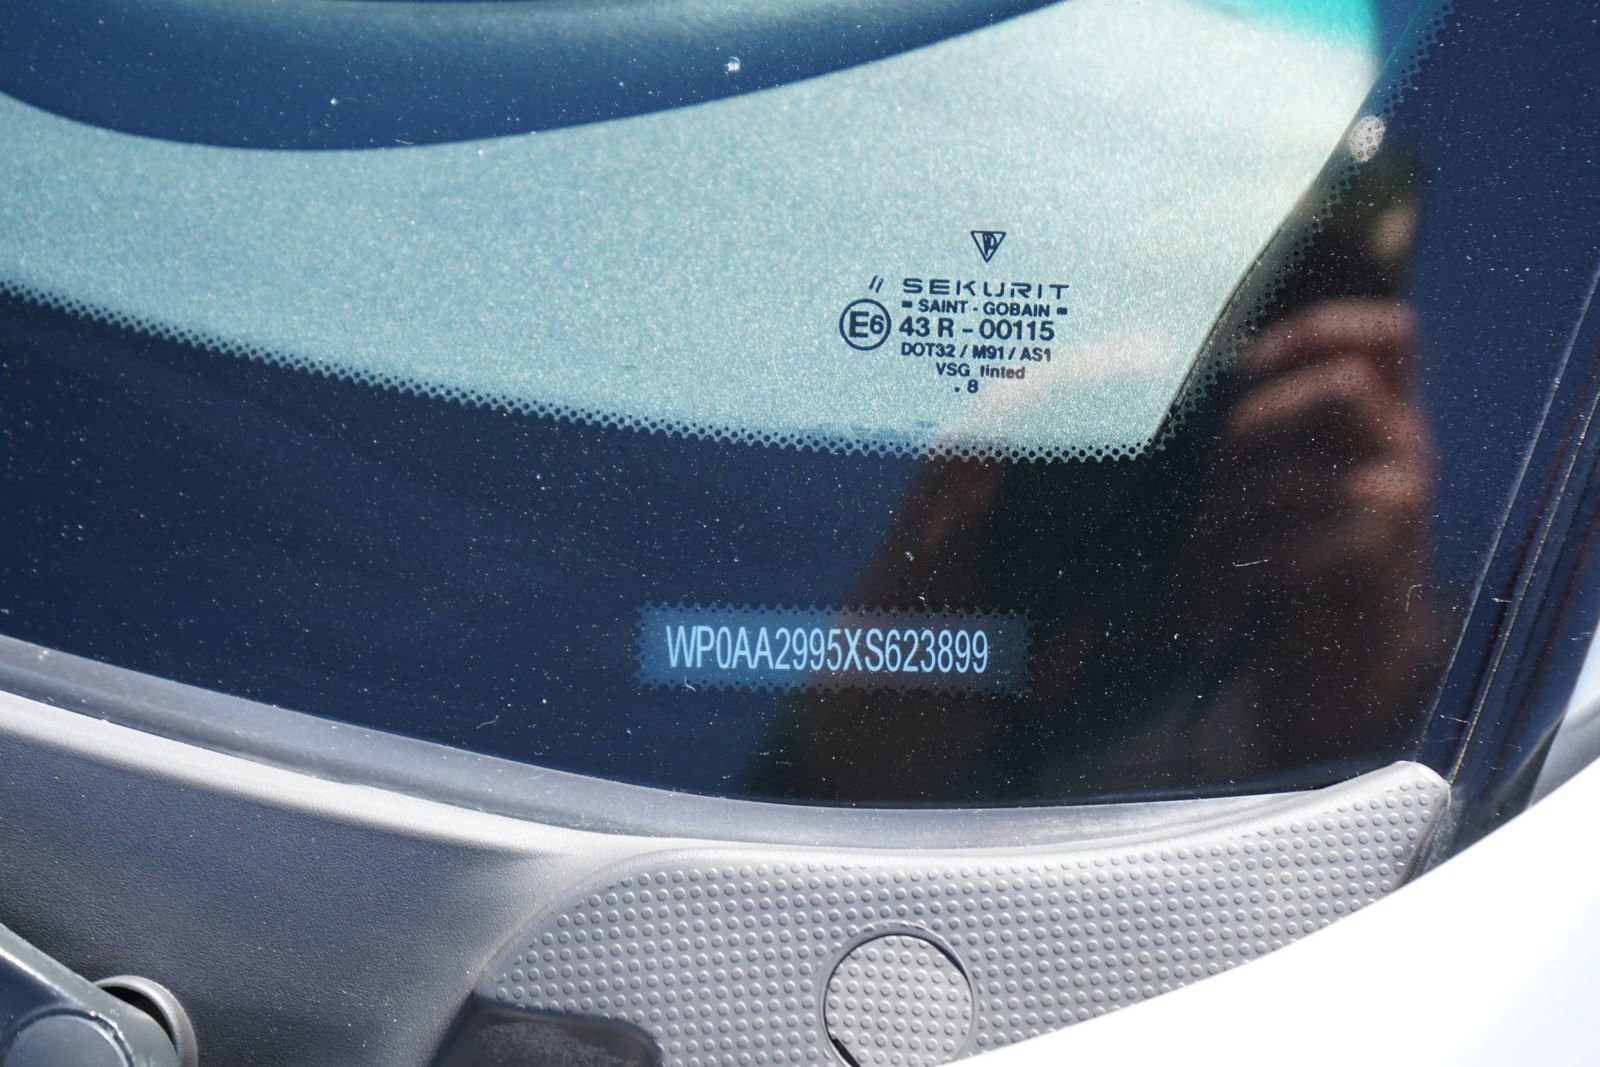 SEKURIT
SAINT - GOBAIN
E6 43 R - 00115
DOT32 / M91 / AS1
VSG tinted
. 8
WP0AA2995XS623899